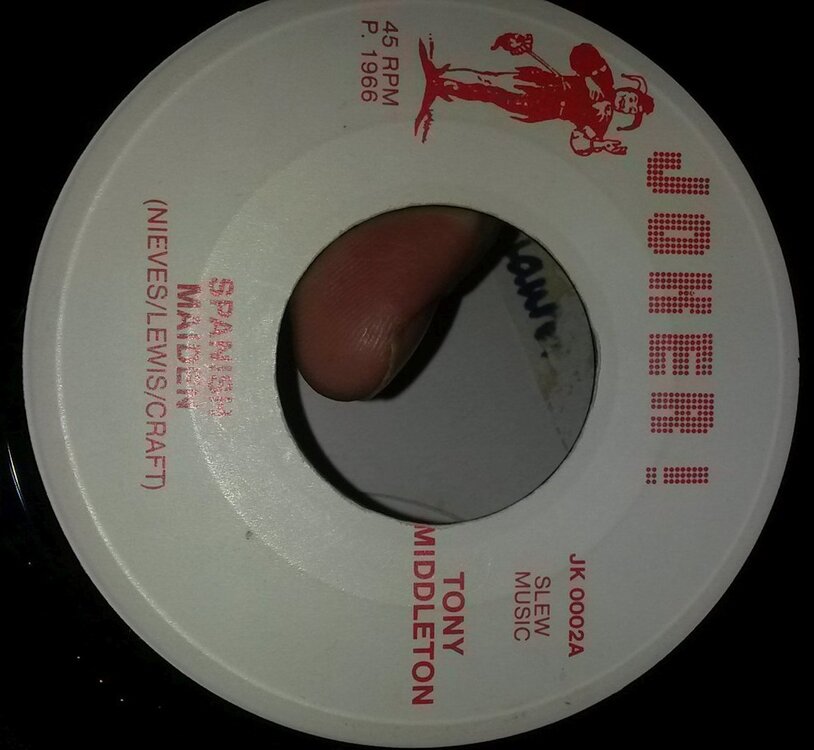 JOKER!
45 RPM
P. 1966
JK 0002A
SLEW
MUSIC
TONY
MIDDLETON
SPANISH
MAIDEN
(NIEVES/LEWIS/CRAFT)